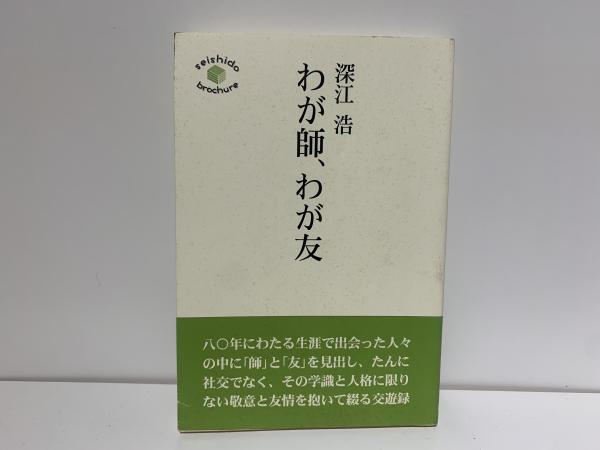 seishido
brochure
深江 浩
わが師、わが友
八〇年にわたる生涯で出会った人々
の中に「師」と「友」を見出し、たんに
社交でなく、その学識と人格に限り
ない敬意と友情を抱いて綴る交遊録